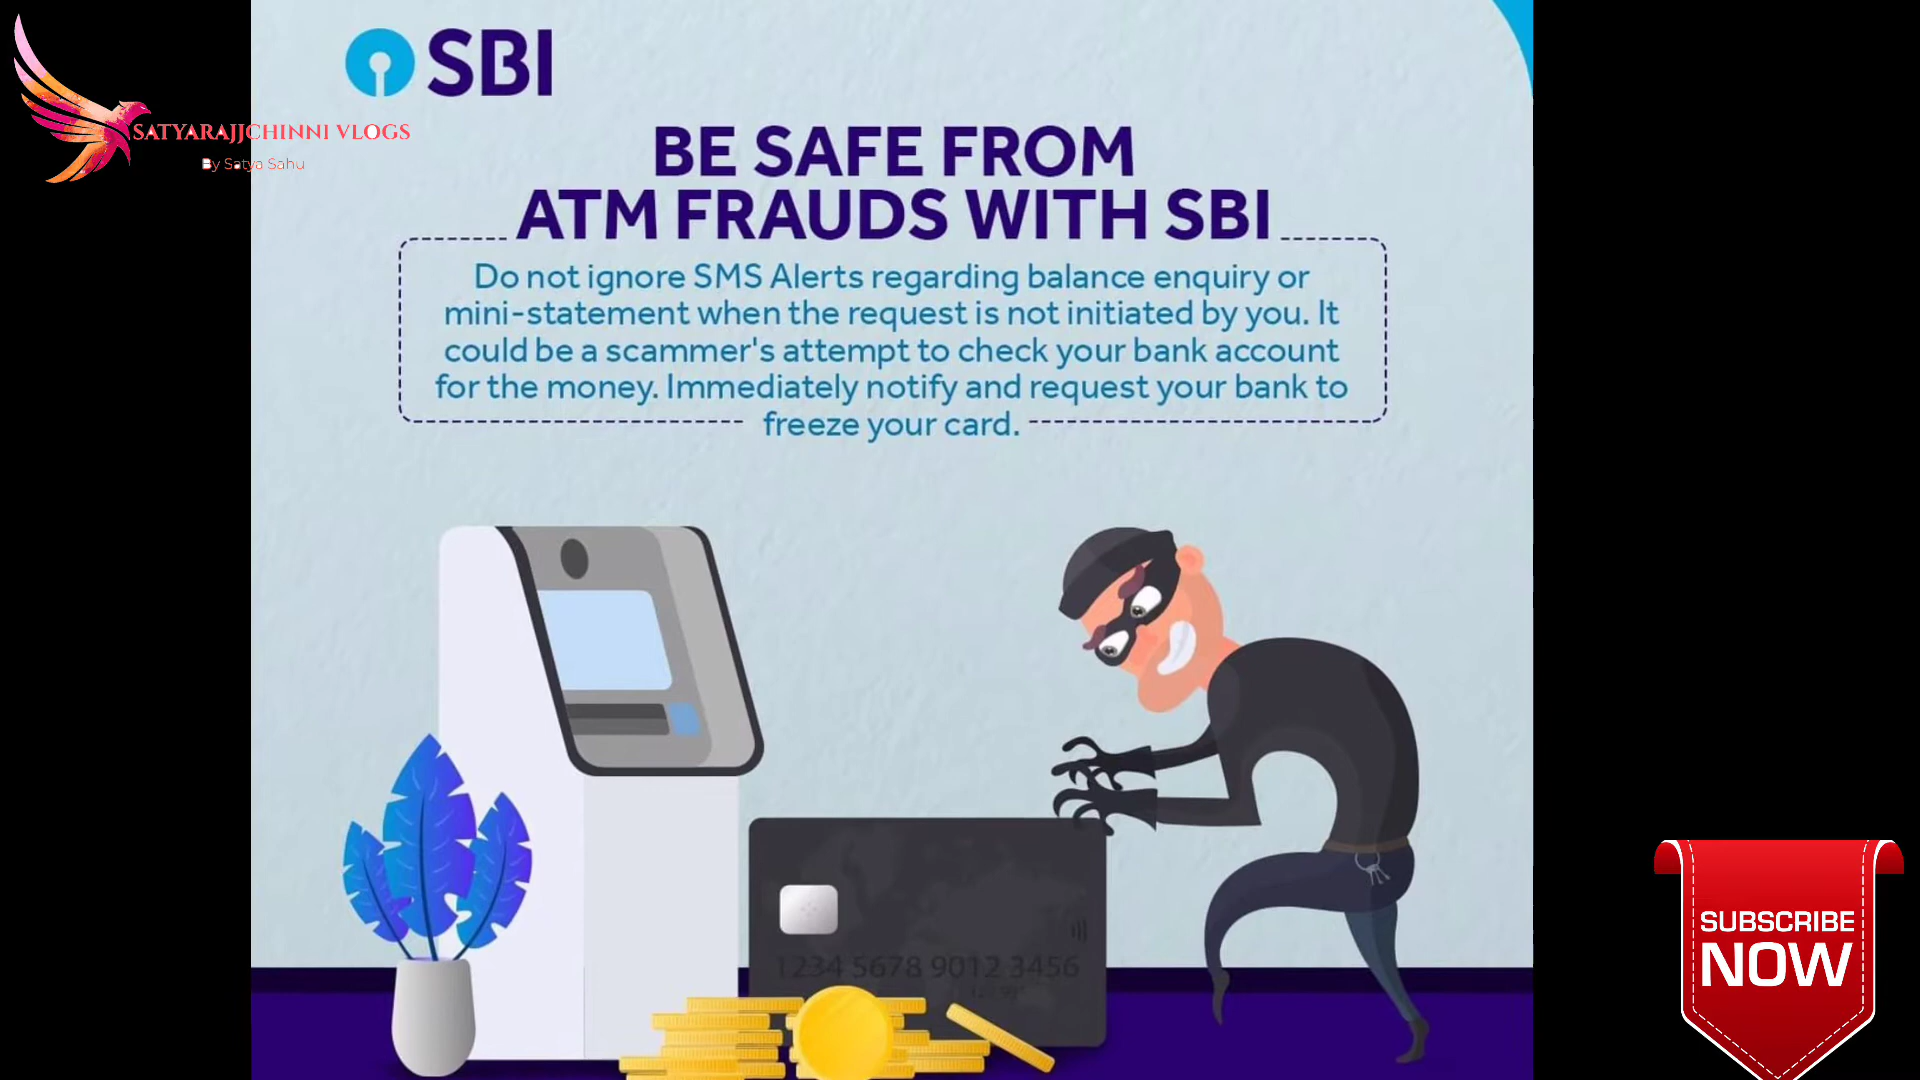 SBI
SATYARAJJCHINNI VLOGS
By Satya Sahu
BE SAFE FROM
ATM FRAUDS WITH SBI
Do not ignore SMS Alerts regarding balance enquiry or
mini-statement when the request is not initiated by you. It
could be a scammer's attempt to check your bank account
for the money. Immediately notify and request your bank to
freeze your card.
1234 5678 9012 3456
SUBSCRIBE
NOW